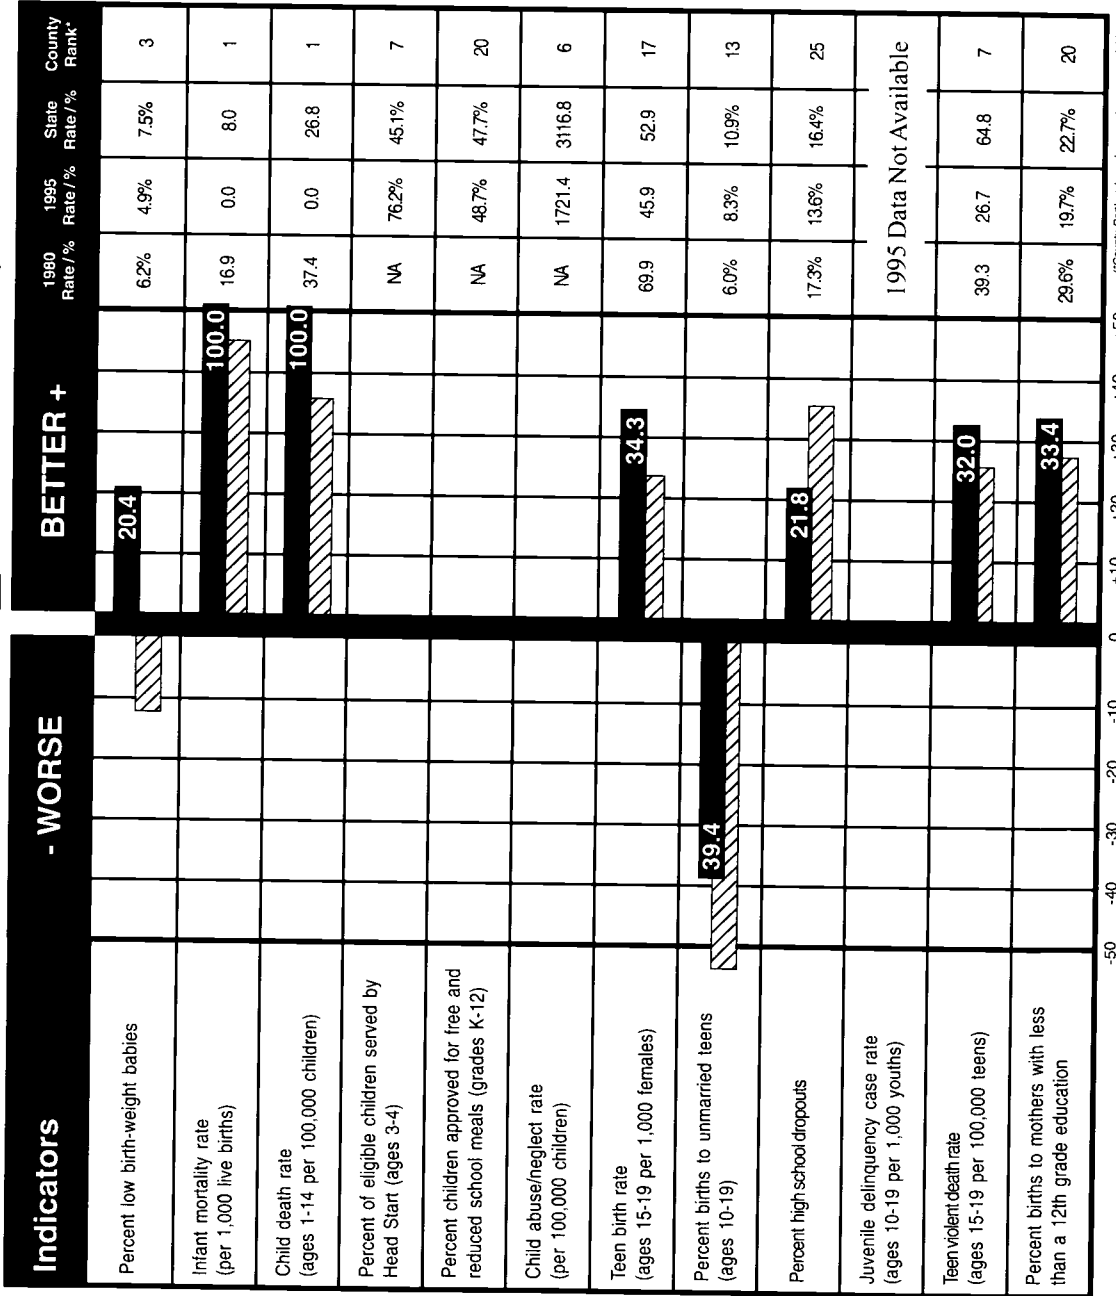 Indicators
- WORSE
BETTER +
1980
Rate / %
1995
Rate / %
State
Rate / %
County
Rank*
Percent low birth-weight babies
20.4
6.2%
4.9%
7.5%
3
Infant mortality rate
(per 1,000 live births)
100.0
16.9
0.0
8.0
1
Child death rate
(ages 1-14 per 100,000 children)
100.0
37.4
0.0
26.8
1
Percent of eligible children served by
Head Start (ages 3-4)
NA
76.2%
45.1%
7
Percent children approved for free and
reduced school meals (grades K-12)
NA
48.7%
47.7%
20
Child abuse/neglect rate
(per 100,000 children)
NA
1721.4
3116.8
6
Teen birth rate
(ages 15-19 per 1,000 females)
34.3
69.9
45.9
52.9
17
Percent births to unmarried teens
(ages 10-19)
39.4
6.0%
8.3%
10.9%
13
Percent high school dropouts
21.8
17.3%
13.6%
16.4%
25
Juvenile delinquency case rate
(ages 10-19 per 1,000 youths)
1995 Data Not Available
Teen violent death rate
(ages 15-19 per 100,000 teens)
32.0
39.3
26.7
64.8
7
Percent births to mothers with less
than a 12th grade education
33.4
29.6%
19.7%
22.7%
20
-50
-40
-30
-20
-10
0
+10
+20
+30
+40
+50